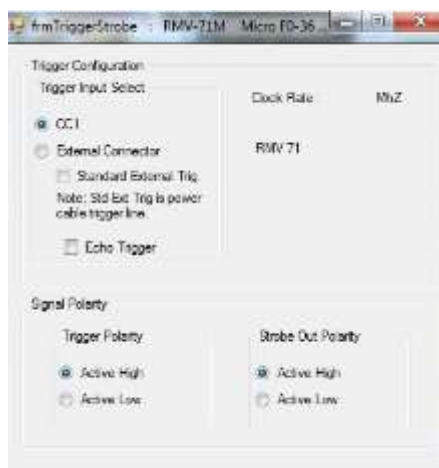 frmTriggerStrobe : RMV-71M Micro F0-36
Trigger Configuration
Trigger Input Select
CC1
External Connector
Standard External Trig
Note: Std Ext Trig is power
cable trigger line.
Echo Trigger
Clock Rate MhZ
RMV 71
Signal Polarity
Trigger Polarity
Active High
Active Low
Strobe Out Polarity
Active High
Active Low